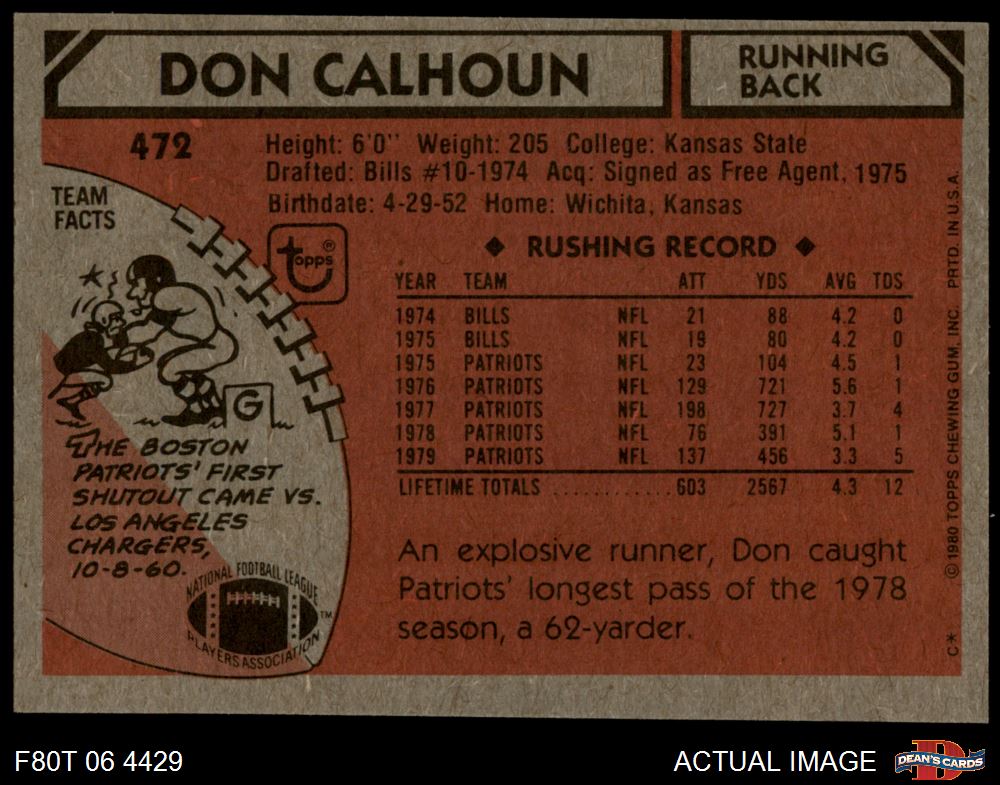 DON CALHOUN
RUNNING
BACK
472
Height: 6'0" Weight: 205 College: Kansas State
Drafted: Bills #10-1974 Acq: Signed as Free Agent, 1975
Birthdate: 4-29-52 Home: Wichita, Kansas
TEAM
FACTS
topps®
G
THE BOSTON
PATRIOTS' FIRST
SHUTOUT CAME VS.
LOS ANGELES
CHARGERS,
10-8-60.
NATIONAL FOOTBALL LEAGUE
PLAYERS ASSOCIATION
TM
◆ RUSHING RECORD ◆
YEAR TEAM ATT YDS AVG TDS
1974 BILLS NFL 21 88 4.2 0
1975 BILLS NFL 19 80 4.2 0
1975 PATRIOTS NFL 23 104 4.5 1
1976 PATRIOTS NFL 129 721 5.6 1
1977 PATRIOTS NFL 198 727 3.7 4
1978 PATRIOTS NFL 76 391 5.1 1
1979 PATRIOTS NFL 137 456 3.3 5
LIFETIME TOTALS ............ 603 2567 4.3 12
An explosive runner, Don caught
Patriots' longest pass of the 1978
season, a 62-yarder.
C* © 1980 TOPPS CHEWING GUM, INC. PRTD. IN U.S.A.
F80T 06 4429
ACTUAL IMAGE
D
DEAN'S CARDS